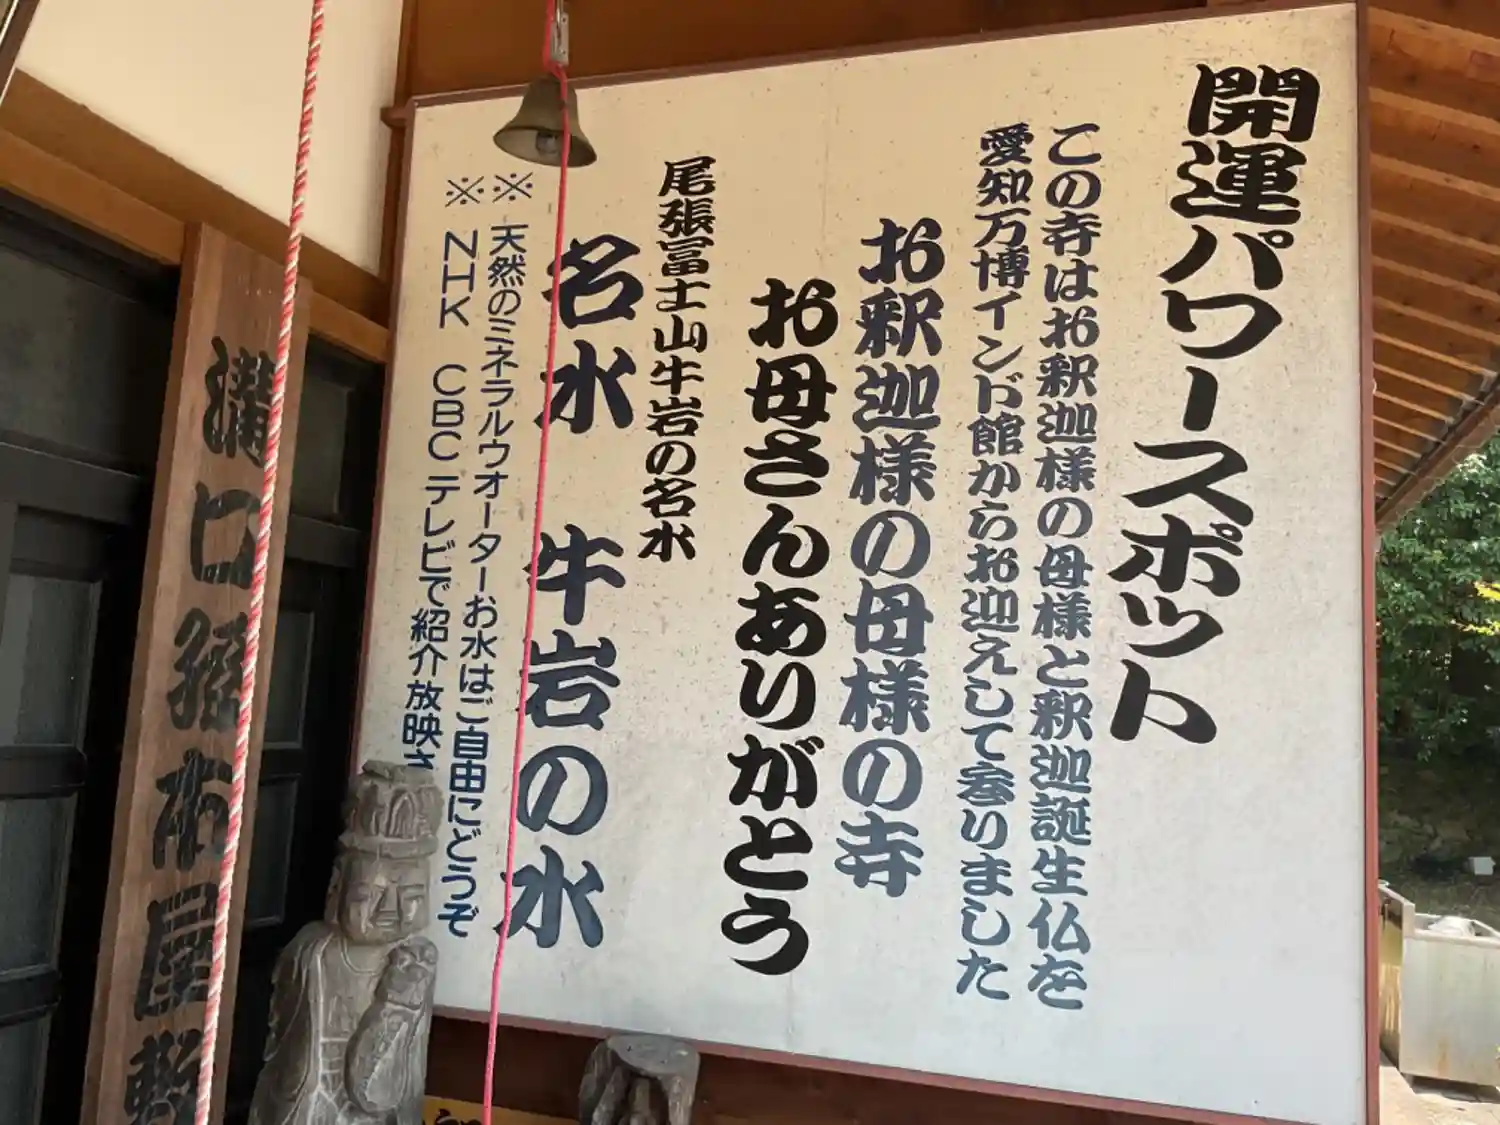 開運パワースポット
この寺はお釈迦様の母様と釈迦誕生仏を
愛知万博インド館からお迎えして参りました
お釈迦様の母様の寺
お母さんありがとう
尾張冨士山牛岩の名水
名水 牛岩の水
※ 天然のミネラルウオーターお水はご自由にどうぞ
※ NHK CBCテレビで紹介放映さ
溝口
屋敷